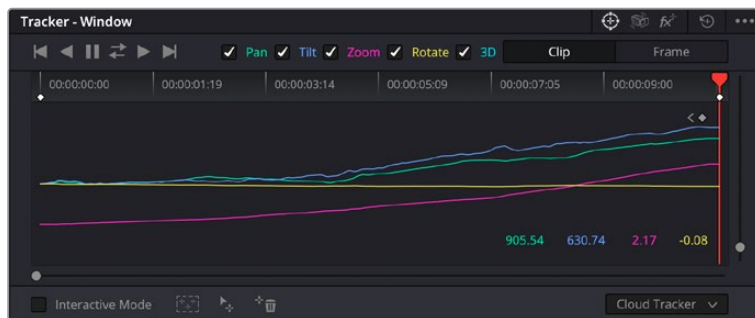 Tracker - Window
Pan Tilt Zoom Rotate 3D Clip Frame
00:00:00:00 00:00:01:19 00:00:03:14 00:00:05:09 00:00:07:05 00:00:09:00
905.54 630.74 2.17 -0.08
Interactive Mode Cloud Tracker